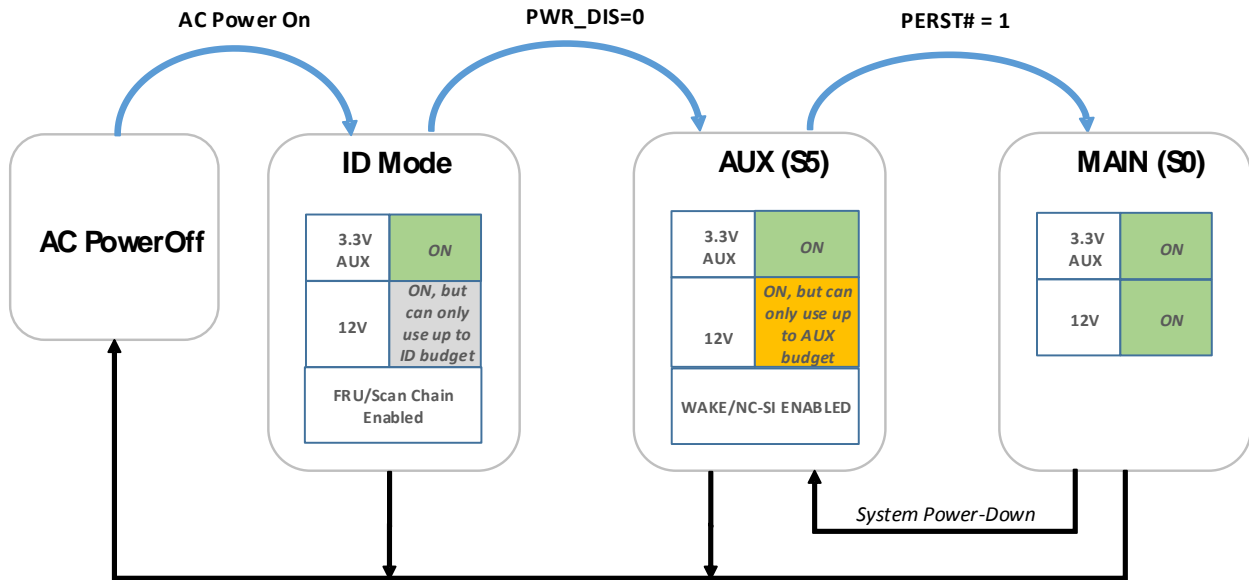 AC Power On
PWR_DIS=0
PERST# = 1
AC PowerOff
ID Mode
3.3V
AUX
ON
12V
ON, but
can only
use up to
ID budget
FRU/Scan Chain
Enabled
AUX (S5)
3.3V
AUX
ON
12V
ON, but can
only use up
to AUX
budget
WAKE/NC-SI ENABLED
MAIN (S0)
3.3V
AUX
ON
12V
ON
System Power-Down